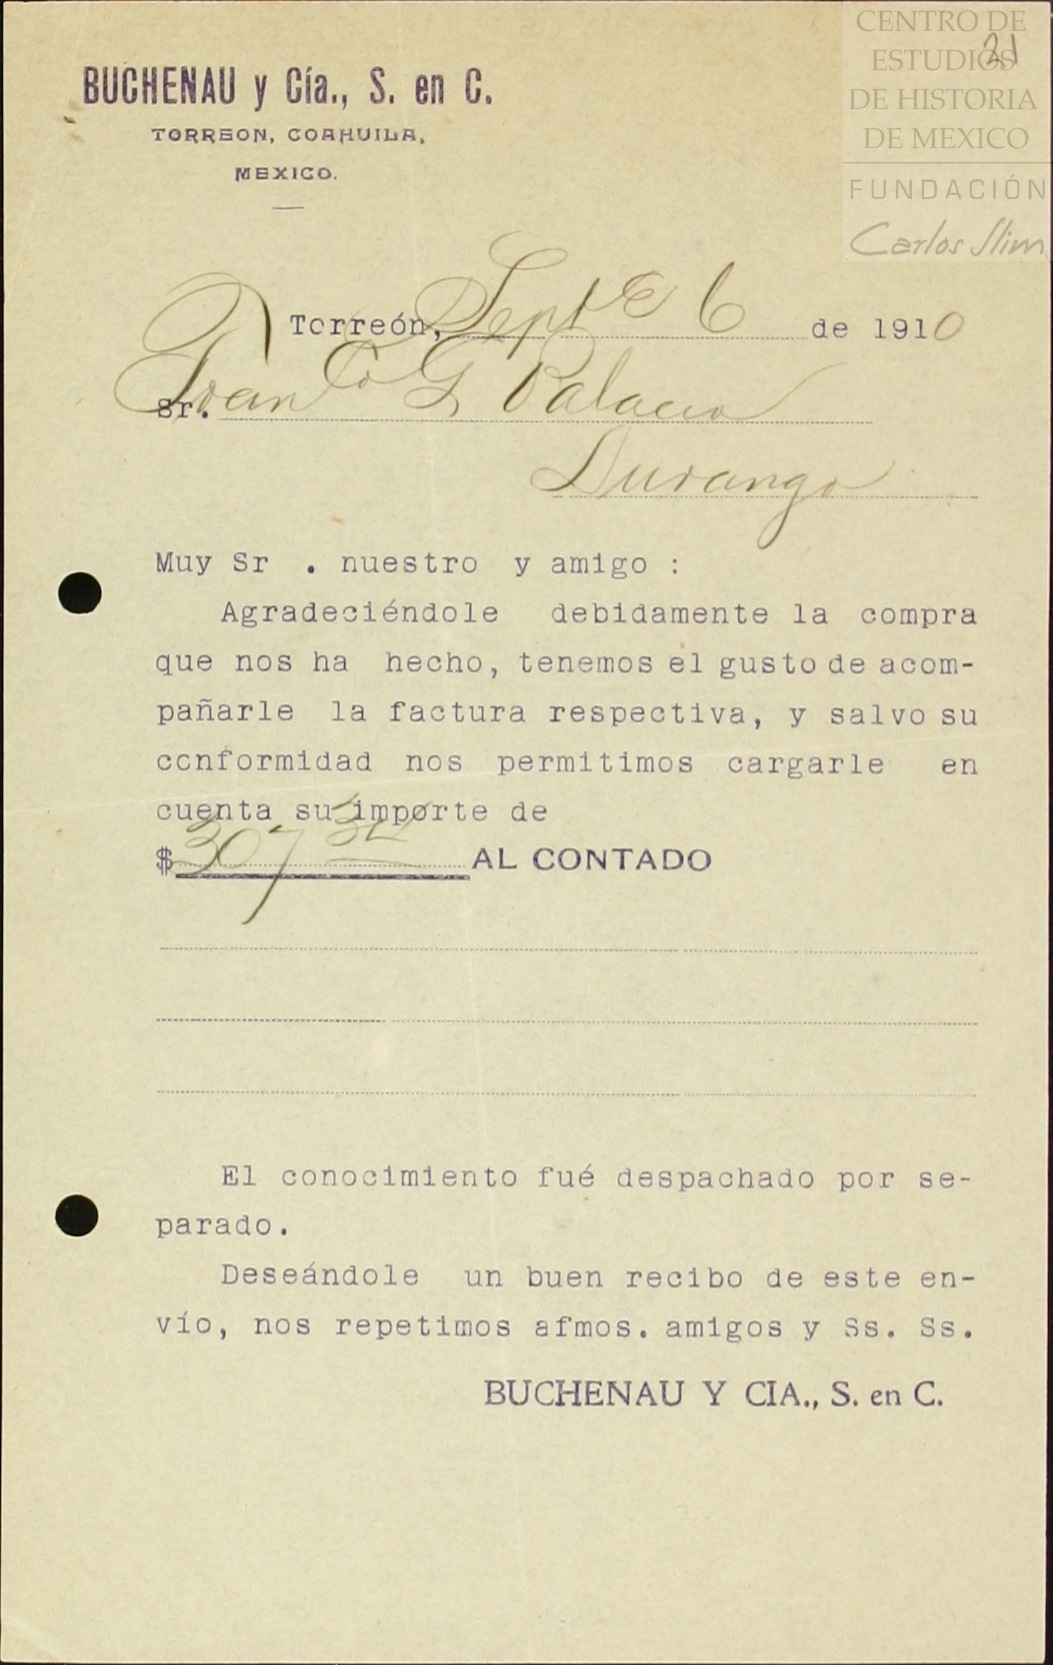 CENTRO DE
ESTUDIOS
DE HISTORIA
DE MEXICO
FUNDACIÓN
Carlos Slim
21
BUCHENAU y Cía., S. en C.
TORREON, COAHUILA,
MEXICO.
Torreón, Septe 6 de 1910
Sr. Franco G Palacio
Durango
Muy Sr . nuestro y amigo :
Agradeciéndole debidamente la compra
que nos ha hecho, tenemos el gusto de acom-
pañarle la factura respectiva, y salvo su
conformidad nos permitimos cargarle en
cuenta su importe de
$ 307 34 AL CONTADO
El conocimiento fué despachado por se-
parado.
Deseándole un buen recibo de este en-
vío, nos repetimos afmos. amigos y Ss. Ss.
BUCHENAU Y CIA., S. en C.